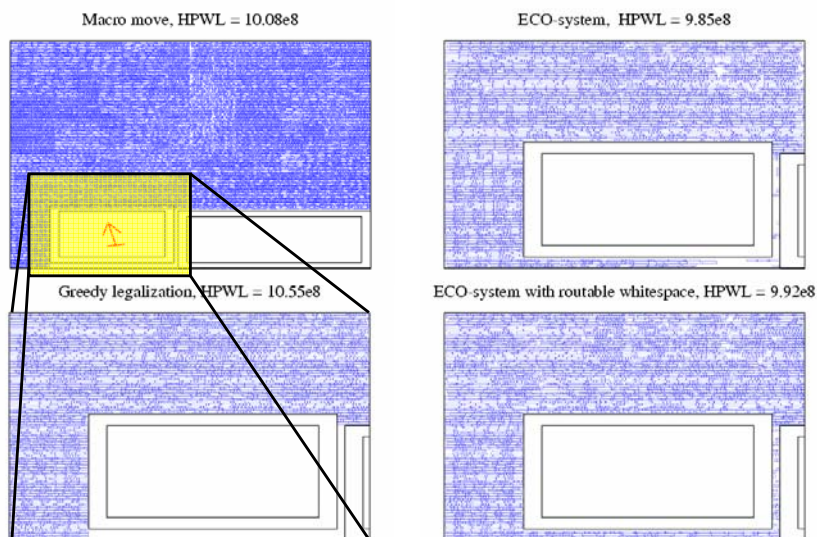 Macro move, HPWL = 10.08e8
ECO-system, HPWL = 9.85e8
Greedy legalization, HPWL = 10.55e8
ECO-system with routable whitespace, HPWL = 9.92e8